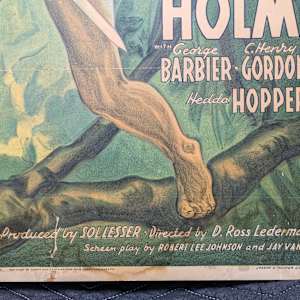 HOLM
WITH George C. Henry
BARBIER · GORDON
Hedda HOPPER
Produced by SOL LESSER · Directed by D. Ross Lederma
Screen play by ROBERT LEE JOHNSON and JAY VAN